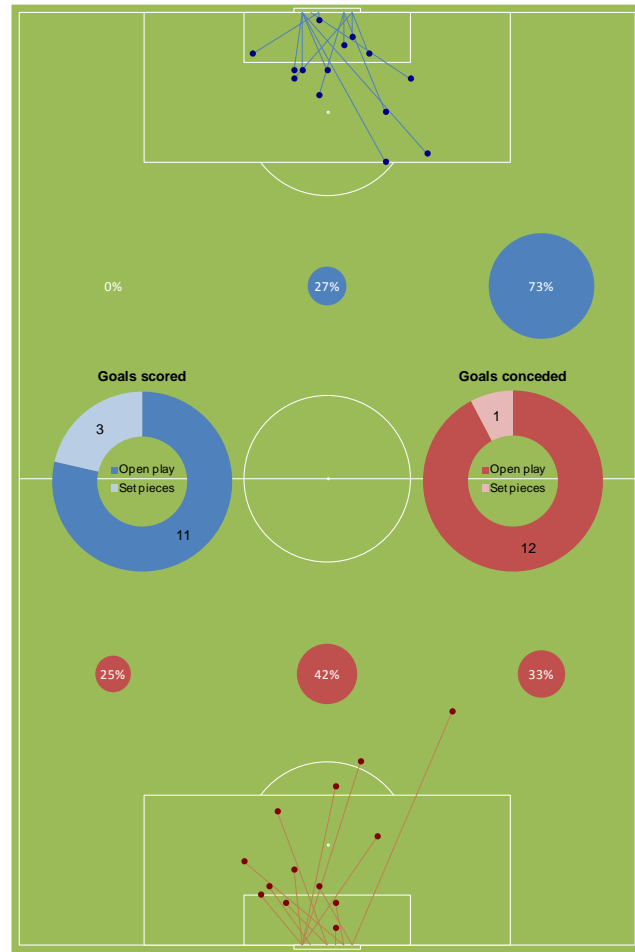 0%
27%
73%
Goals scored
Goals conceded
3
1
Open play
Set pieces
Open play
Set pieces
11
12
25%
42%
33%